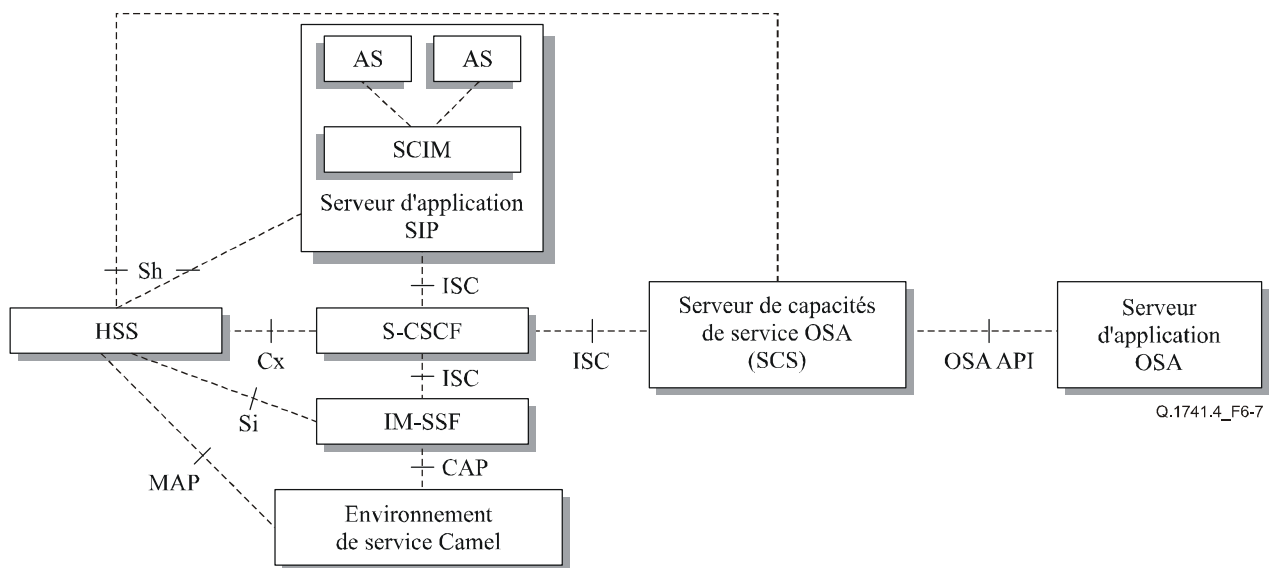 AS
AS
SCIM
Serveur d'application
SIP
Sh
ISC
HSS
Cx
S-CSCF
ISC
Serveur de capacités
de service OSA
(SCS)
OSA API
Serveur
d'application
OSA
ISC
Si
IM-SSF
Q.1741.4_F6-7
MAP
CAP
Environnement
de service Camel